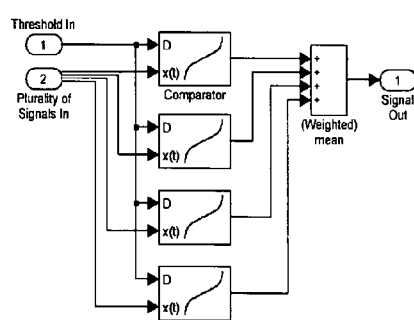 Threshold In
1
2
Plurality of
Signals In
D
x(t)
Comparator
D
x(t)
D
x(t)
D
x(t)
+
+
+
+
(Weighted)
mean
1
Signal
Out